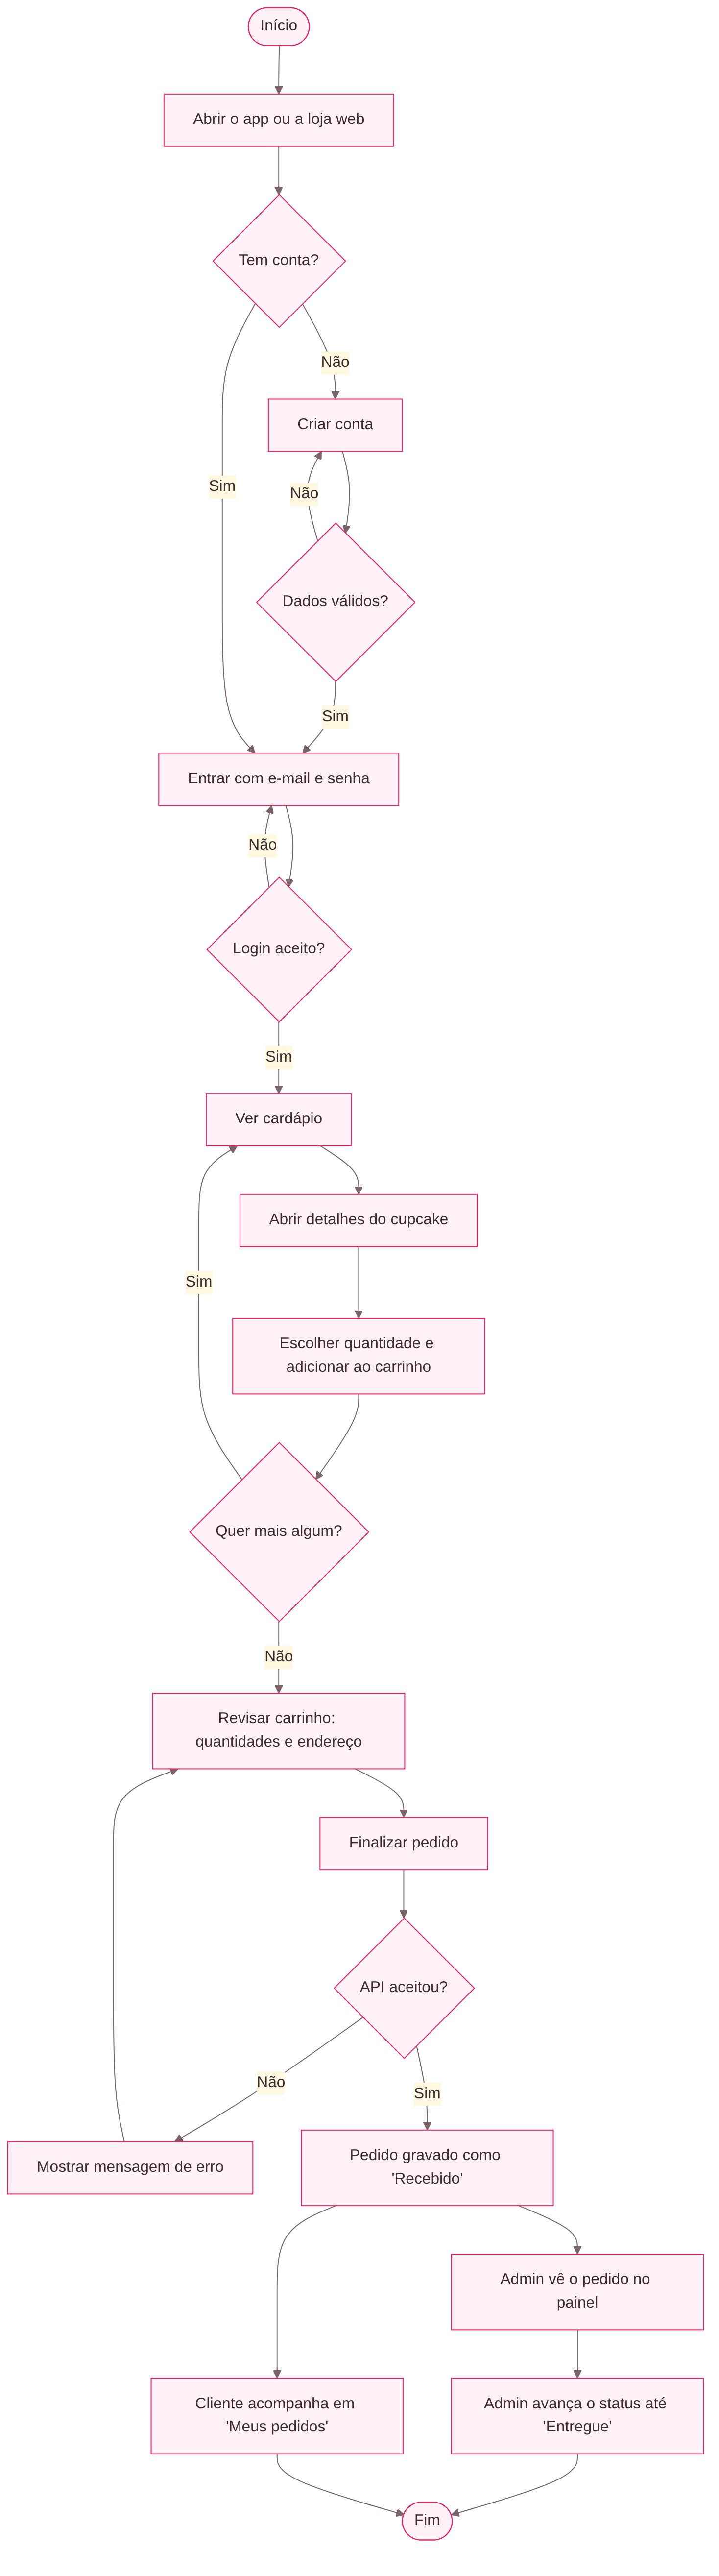 Início
Abrir o app ou a loja web
Tem conta?
Não
Criar conta
Sim
Não
Dados válidos?
Sim
Entrar com e-mail e senha
Não
Login aceito?
Sim
Ver cardápio
Abrir detalhes do cupcake
Sim
Escolher quantidade e
adicionar ao carrinho
Quer mais algum?
Não
Revisar carrinho:
quantidades e endereço
Finalizar pedido
API aceitou?
Não
Sim
Mostrar mensagem de erro
Pedido gravado como
'Recebido'
Admin vê o pedido no
painel
Cliente acompanha em
'Meus pedidos'
Admin avança o status até
'Entregue'
Fim